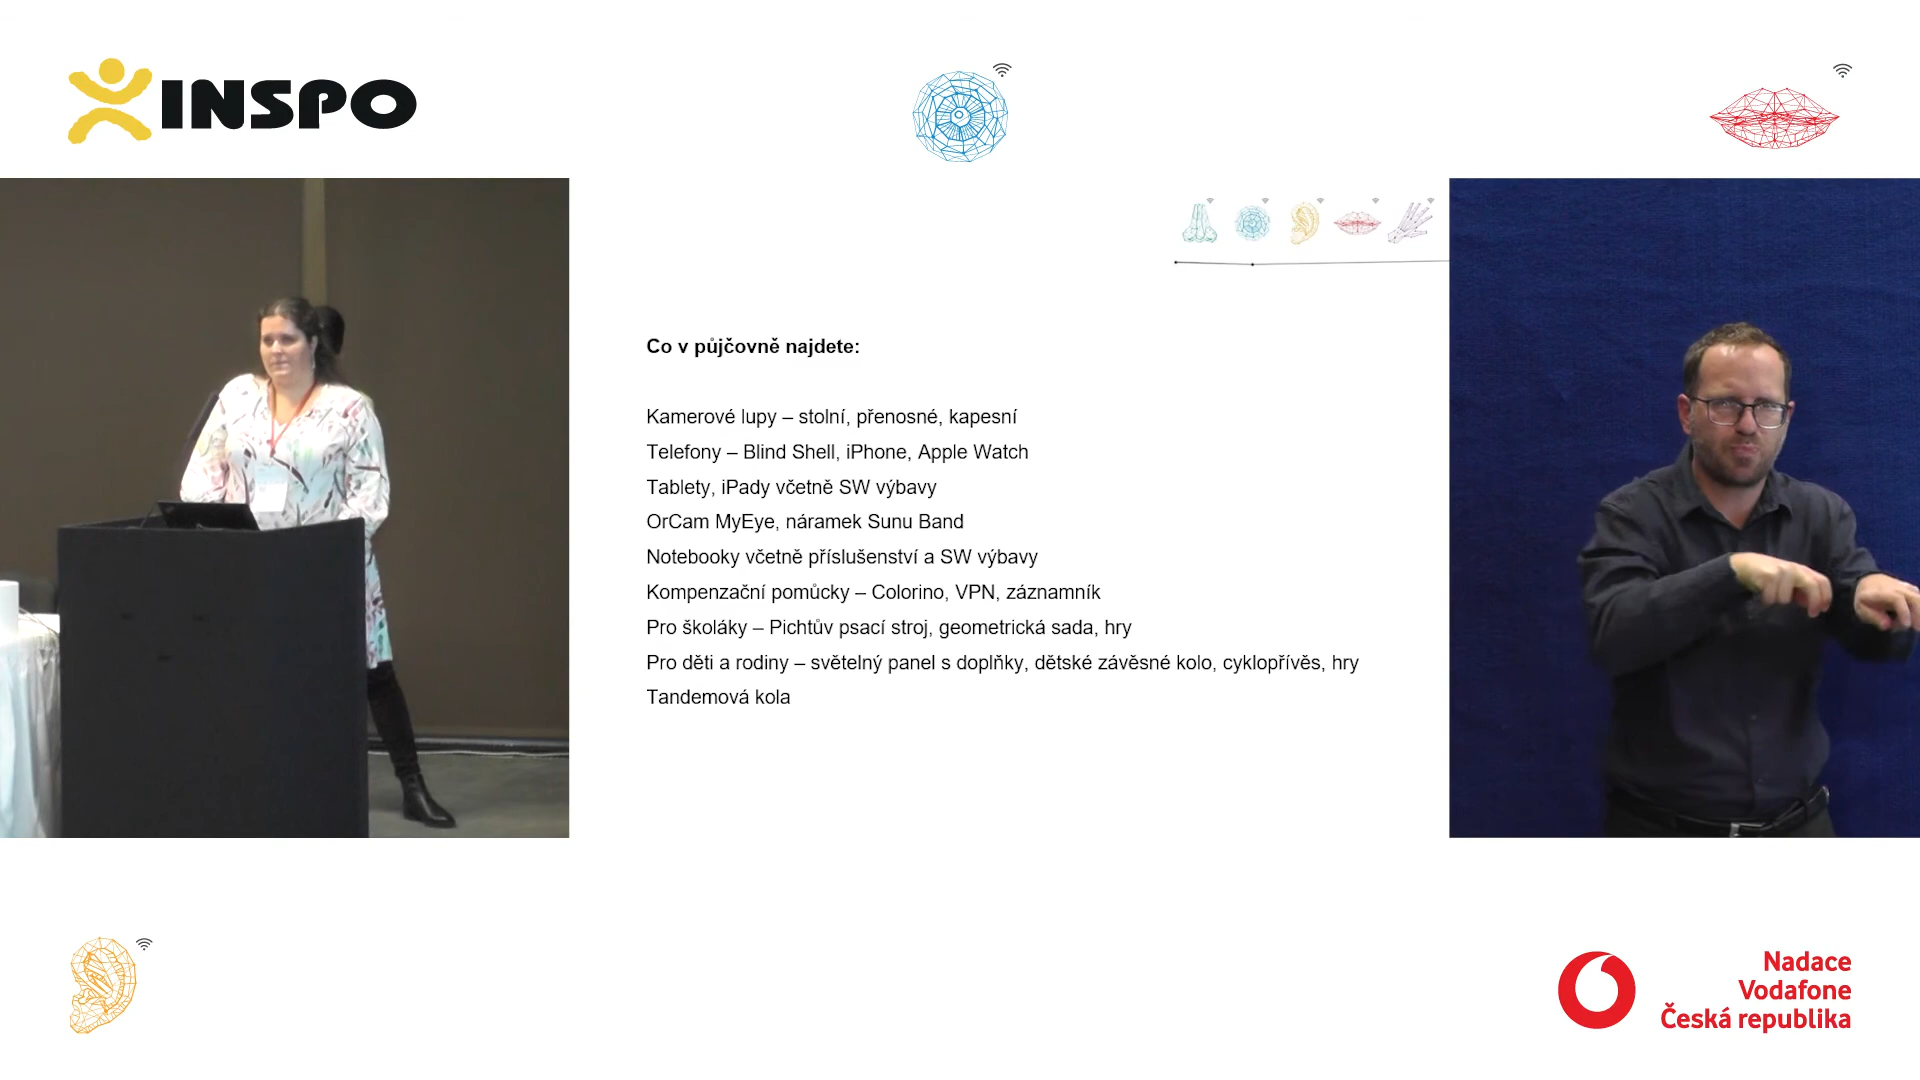 INSPO
Co v půjčovně najdete:
Kamerové lupy – stolní, přenosné, kapesní
Telefony – Blind Shell, iPhone, Apple Watch
Tablety, iPady včetně SW výbavy
OrCam MyEye, náramek Sunu Band
Notebooky včetně příslušenství a SW výbavy
Kompenzační pomůcky – Colorino, VPN, záznamník
Pro školáky – Pichtův psací stroj, geometrická sada, hry
Pro děti a rodiny – světelný panel s doplňky, dětské závěsné kolo, cyklopřívěs, hry
Tandemová kola
Nadace
Vodafone
Česká republika